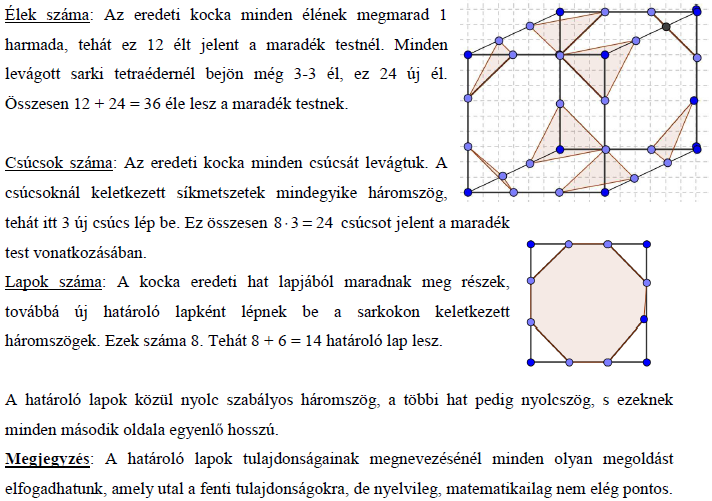 Élek száma: Az eredeti kocka minden élének megmarad 1
harmada, tehát ez 12 élt jelent a maradék testnél. Minden
levágott sarki tetraédernél bejön még 3-3 él, ez 24 új él.
Összesen 12 + 24 = 36 éle lesz a maradék testnek.
Csúcsok száma: Az eredeti kocka minden csúcsát levágtuk. A
csúcsoknál keletkezett síkmetszetek mindegyike háromszög,
tehát itt 3 új csúcs lép be. Ez összesen 8·3 = 24 csúcsot jelent a maradék
test vonatkozásában.
Lapok száma: A kocka eredeti hat lapjából maradnak meg részek,
továbbá új határoló lapként lépnek be a sarkokon keletkezett
háromszögek. Ezek száma 8. Tehát 8 + 6 = 14 határoló lap lesz.
A határoló lapok közül nyolc szabályos háromszög, a többi hat pedig nyolcszög, s ezeknek
minden második oldala egyenlő hosszú.
Megjegyzés: A határoló lapok tulajdonságainak megnevezésénél minden olyan megoldást
elfogadhatunk, amely utal a fenti tulajdonságokra, de nyelvileg, matematikailag nem elég pontos.